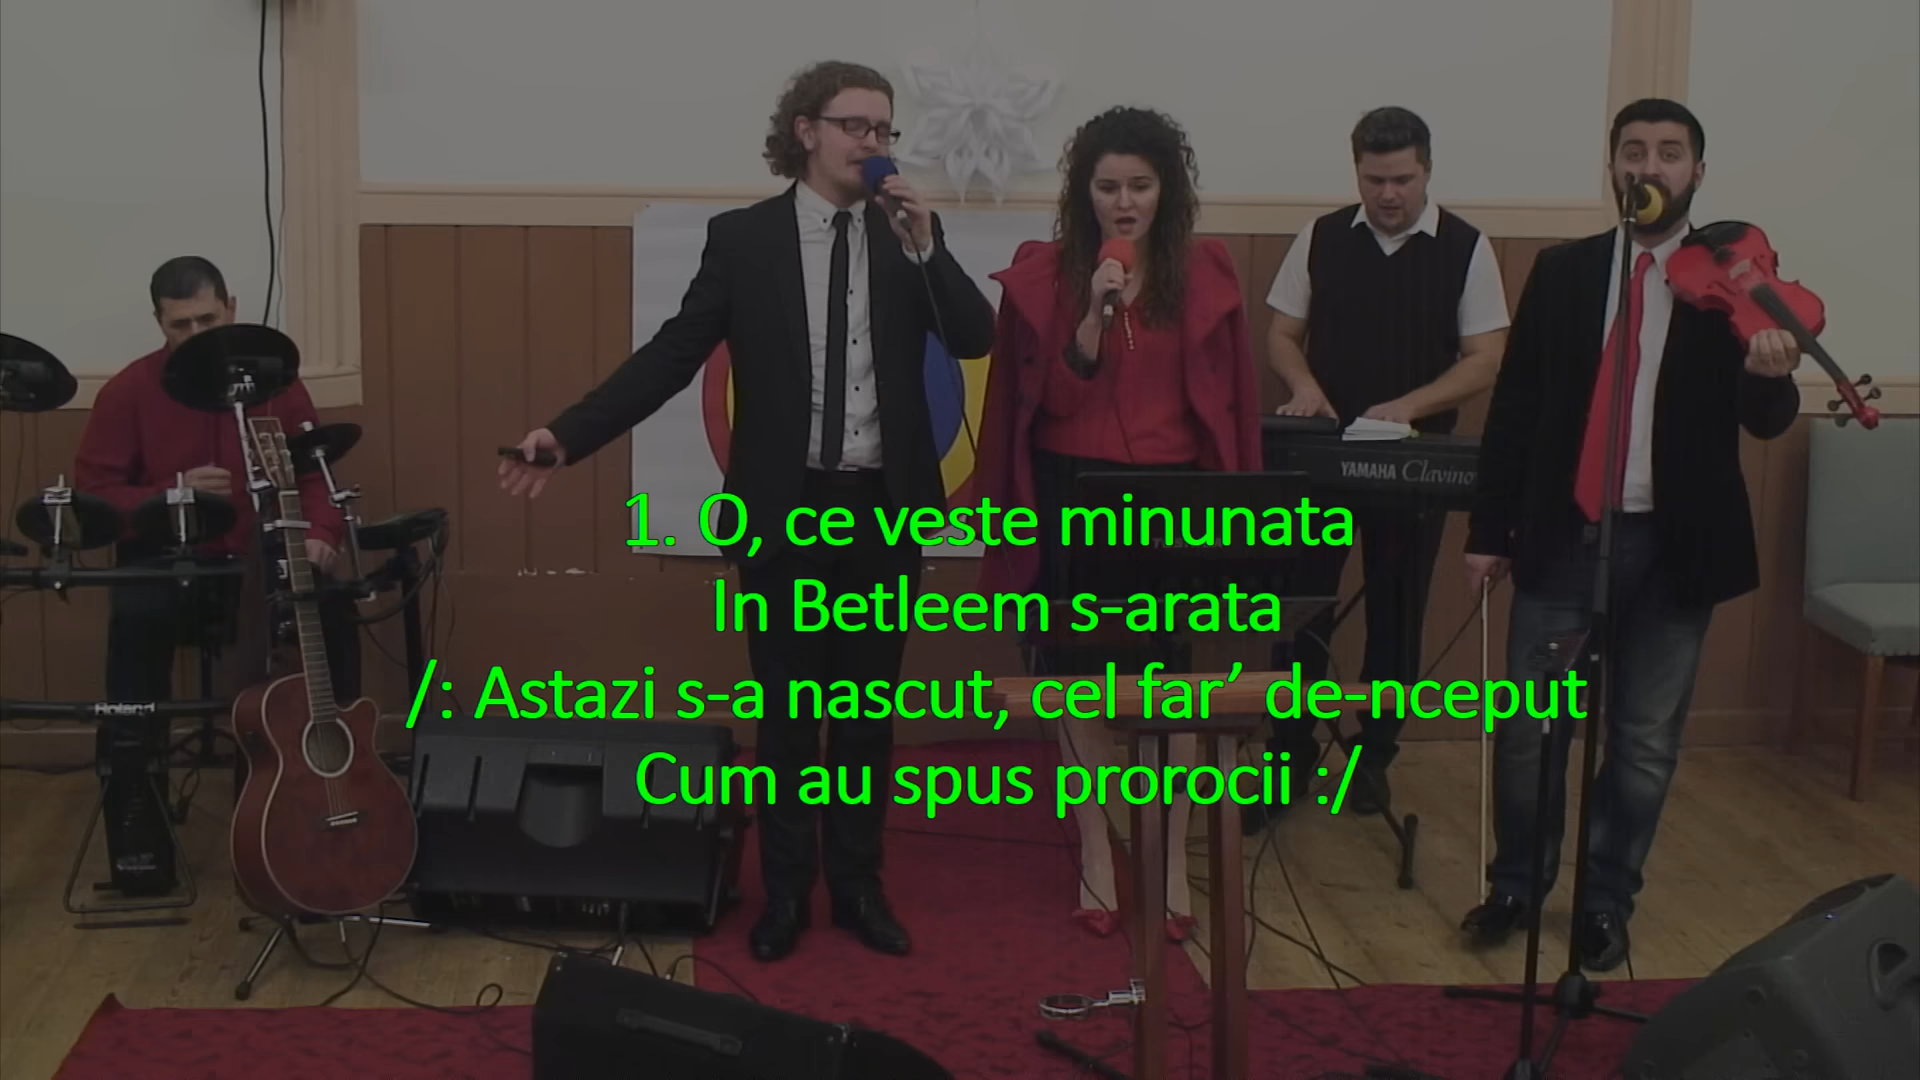 YAMAHA Clavino
1. O, ce veste minunata
In Betleem s-arata
/: Astazi s-a nascut, cel far’ de-nceput
Cum au spus prorocii :/
Roland